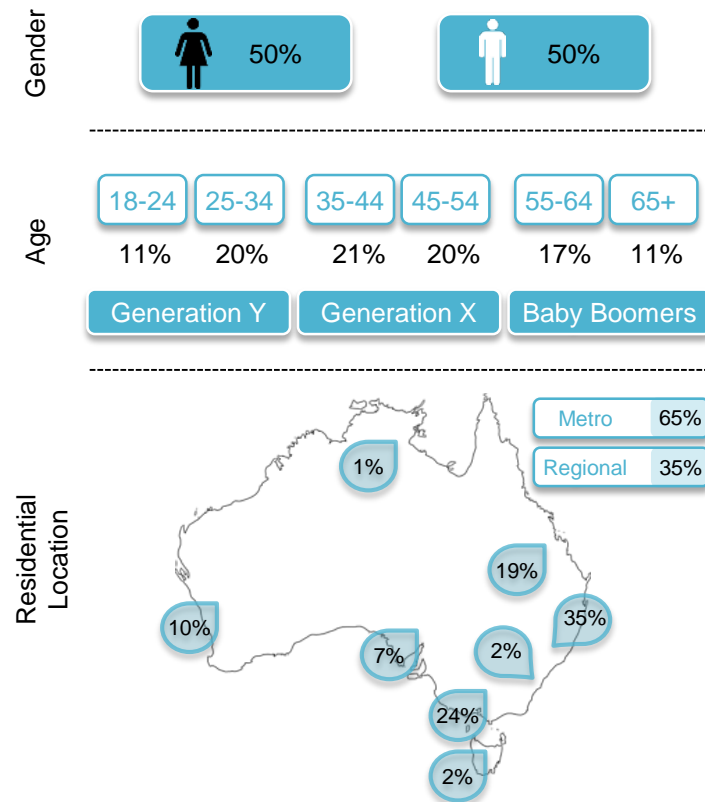 Gender
50%
50%
Age
18-24
25-34
35-44
45-54
55-64
65+
11%
20%
21%
20%
17%
11%
Generation Y
Generation X
Baby Boomers
Residential
Location
Metro
65%
Regional
35%
1%
19%
10%
35%
7%
2%
24%
2%